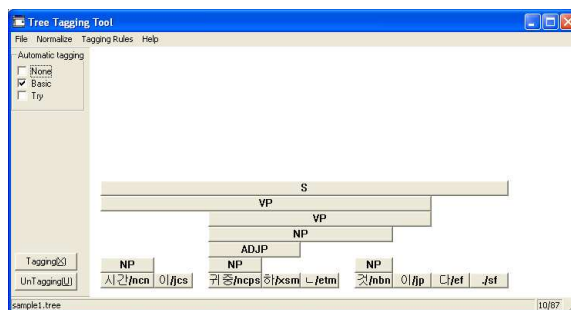 Tree Tagging Tool
File Normalize Tagging Rules Help
Automatic tagging
None
Basic
Try
S
VP
VP
NP
ADJP
NP NP NP
시간/ncn 이/jcs 귀중/ncps 하/xsm ㄴ/etm 것/nbn 이/jp 다/ef ./sf
Tagging(X)
UnTagging(U)
sample1.tree 10/87